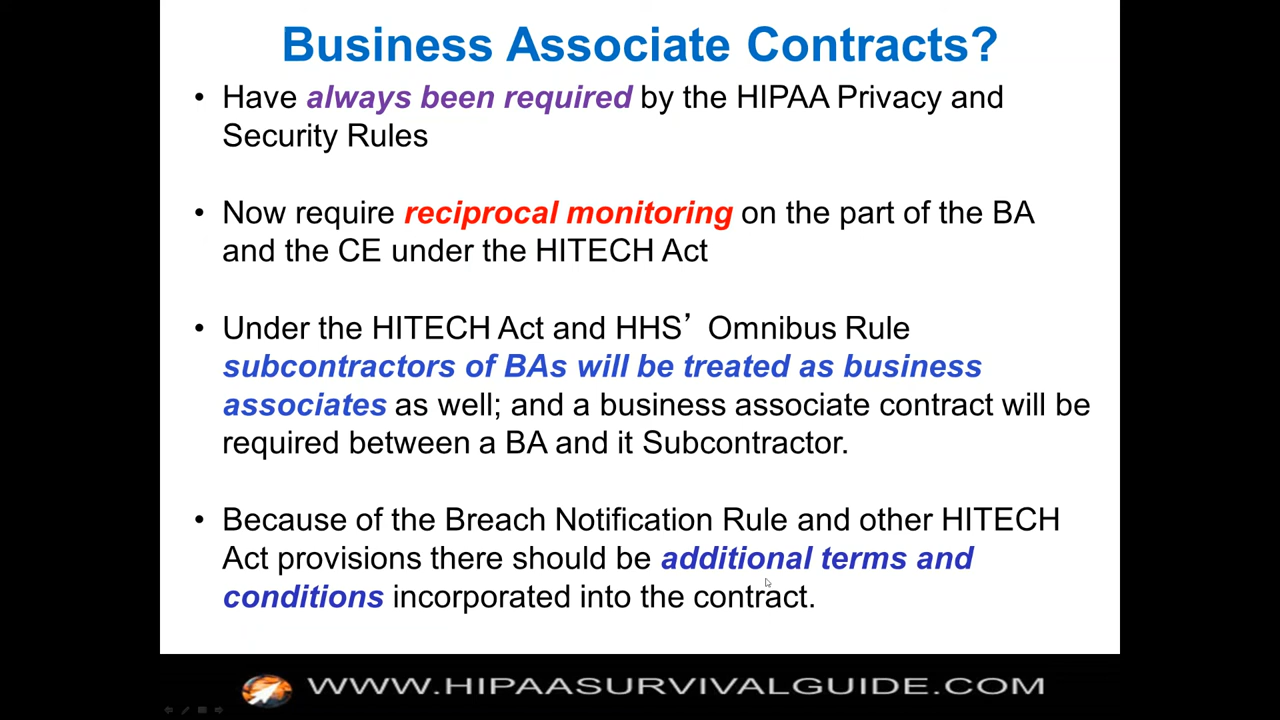 Business Associate Contracts?
• Have always been required by the HIPAA Privacy and
Security Rules
• Now require reciprocal monitoring on the part of the BA
and the CE under the HITECH Act
• Under the HITECH Act and HHS’ Omnibus Rule
subcontractors of BAs will be treated as business
associates as well; and a business associate contract will be
required between a BA and it Subcontractor.
• Because of the Breach Notification Rule and other HITECH
Act provisions there should be additional terms and
conditions incorporated into the contract.
WWW.HIPAASURVIVALGUIDE.COM